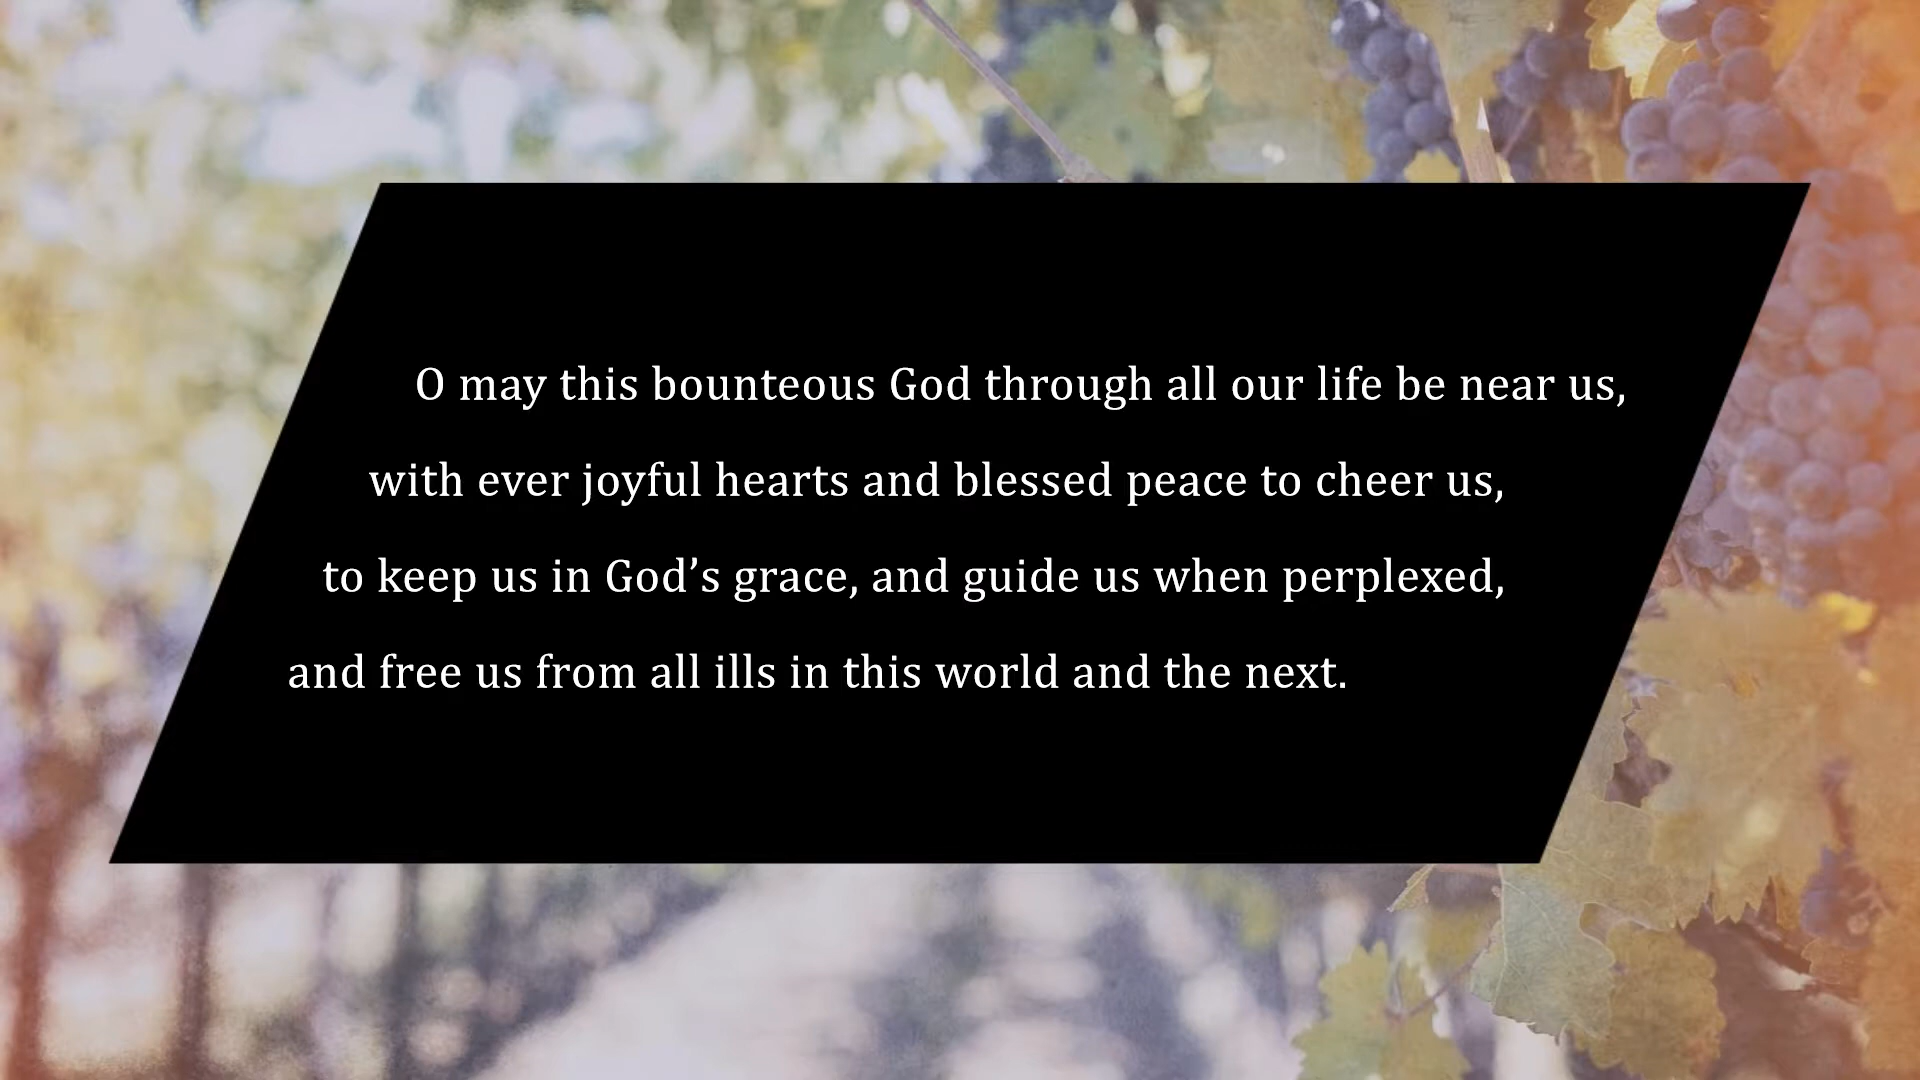 O may this bounteous God through all our life be near us,
with ever joyful hearts and blessed peace to cheer us,
to keep us in God’s grace, and guide us when perplexed,
and free us from all ills in this world and the next.